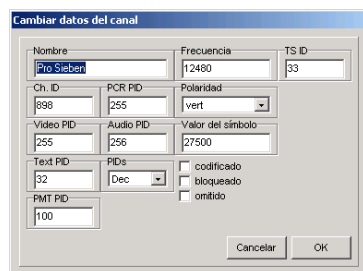 Cambiar datos del canal
Nombre Frecuencia TS ID
Pro Sieben 12480 33
Ch. ID PCR PID Polaridad
898 255 vert
Video PID Audio PID Valor del símbolo
255 256 27500
Text PID PIDs
32 Dec
codificado
bloqueado
omitido
PMT PID
100
Cancelar OK